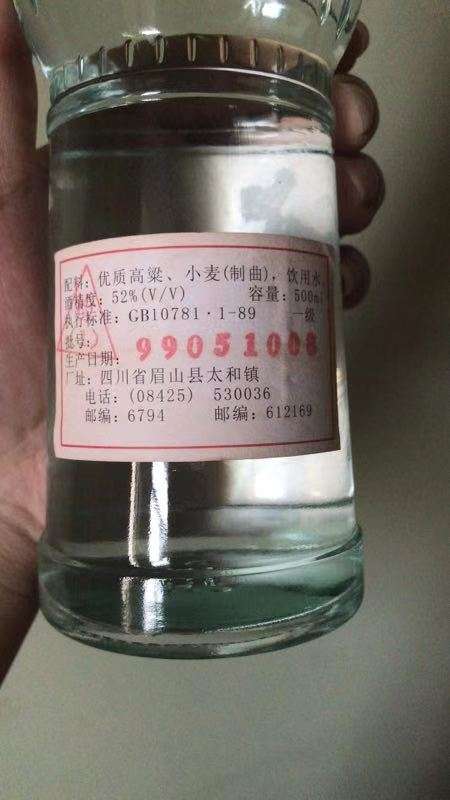 配料：优质高粱、小麦(制曲)，饮用水
酒精度：52%(V/V) 容量：500ml
执行标准：GB10781·1-89 一级
批号：
生产日期：99051008
厂址：四川省眉山县太和镇
电话：(08425) 530036
邮编：6794 邮编：612169